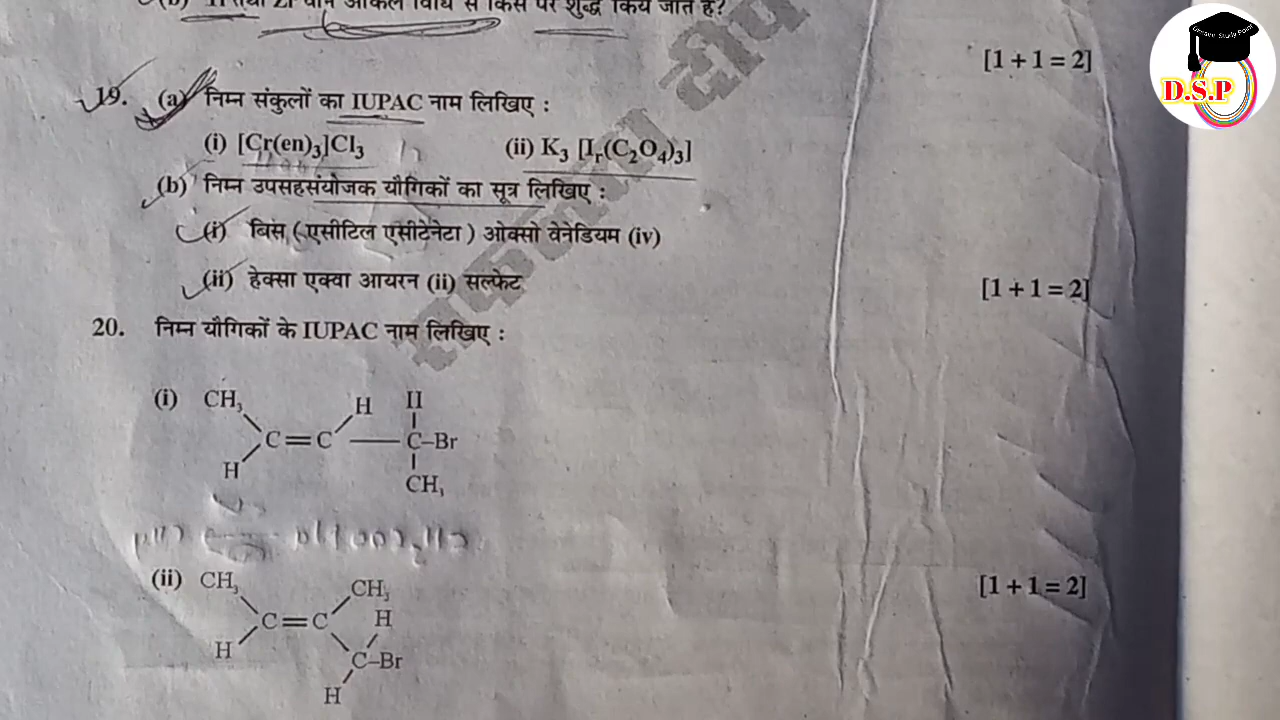 किस पर शुद्ध किये जाते है?
[1 + 1 = 2]
19. (a) निम्न संकुलों का IUPAC नाम लिखिए :
(i) [Cr(en)₃]Cl₃ (ii) K₃ [Ir(C₂O₄)₃]
(b) निम्न उपसहसंयोजक यौगिकों का सूत्र लिखिए :
(i) बिस (एसीटिल एसीटेनेटा) ओक्सो वेनेडियम (iv)
(ii) हेक्सा एक्वा आयरन (ii) सल्फेट
[1 + 1 = 2]
20. निम्न यौगिकों के IUPAC नाम लिखिए :
(i) CH₃ H H
C=C — C–Br
H CH₃
(ii) CH₃ CH₃
C=C H
H C–Br
H
[1 + 1 = 2]
D.S.P